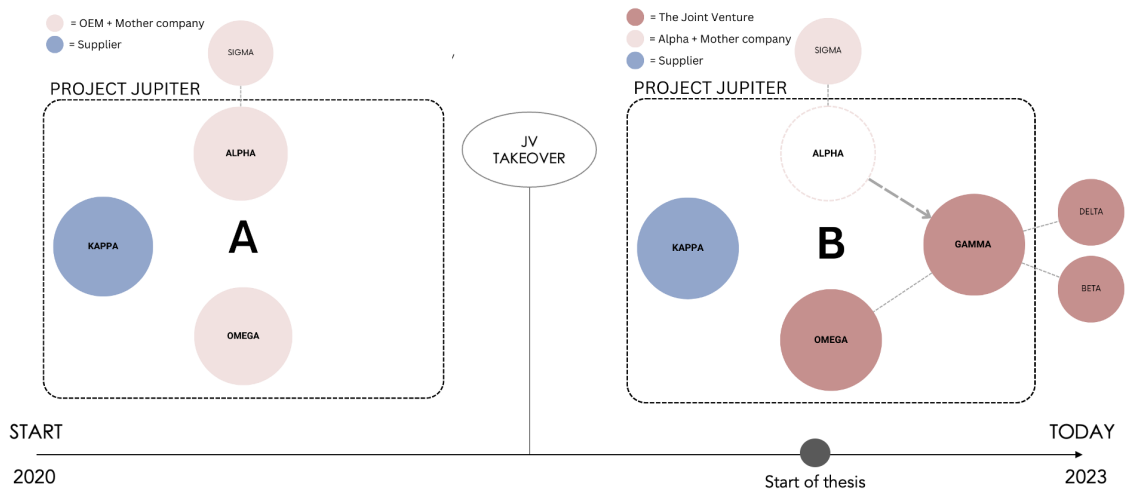 = OEM + Mother company
= Supplier
SIGMA
PROJECT JUPITER
ALPHA
KAPPA
A
OMEGA
,
JV
TAKEOVER
= The Joint Venture
= Alpha + Mother company
= Supplier
SIGMA
PROJECT JUPITER
ALPHA
KAPPA
B
GAMMA
DELTA
BETA
OMEGA
START
2020
Start of thesis
TODAY
2023